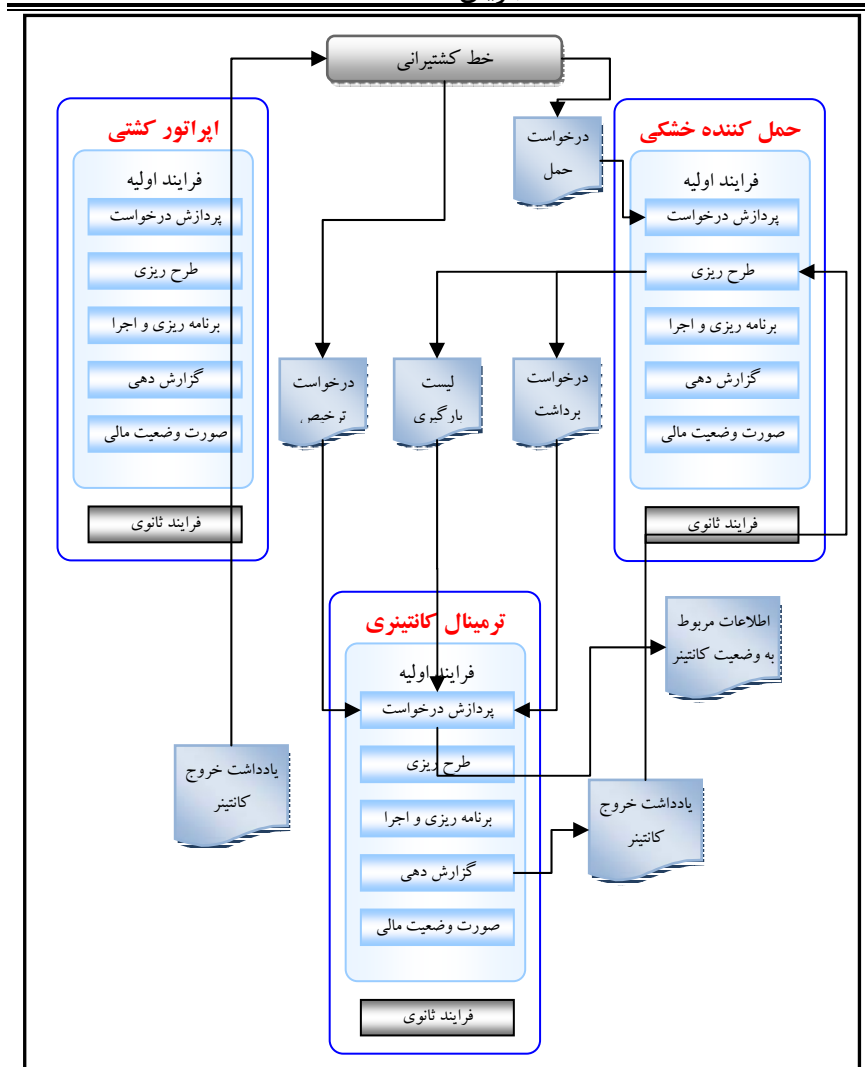 خط کشتیرانی
حمل کننده خشکی
فرایند اولیه
پردازش درخواست
طرح ریزی
برنامه ریزی و اجرا
گزارش دهی
صورت وضعیت مالی
فرایند ثانوی
درخواست
حمل
اپراتور کشتی
فرایند اولیه
پردازش درخواست
طرح ریزی
برنامه ریزی و اجرا
گزارش دهی
صورت وضعیت مالی
فرایند ثانوی
درخواست
برداشت
لیست
بارگیری
درخواست
ترخیص
ترمینال کانتینری
فرایند اولیه
پردازش درخواست
طرح ریزی
برنامه ریزی و اجرا
گزارش دهی
صورت وضعیت مالی
فرایند ثانوی
اطلاعات مربوط
به وضعیت کانتینر
یادداشت خروج
کانتینر
یادداشت خروج
کانتینر